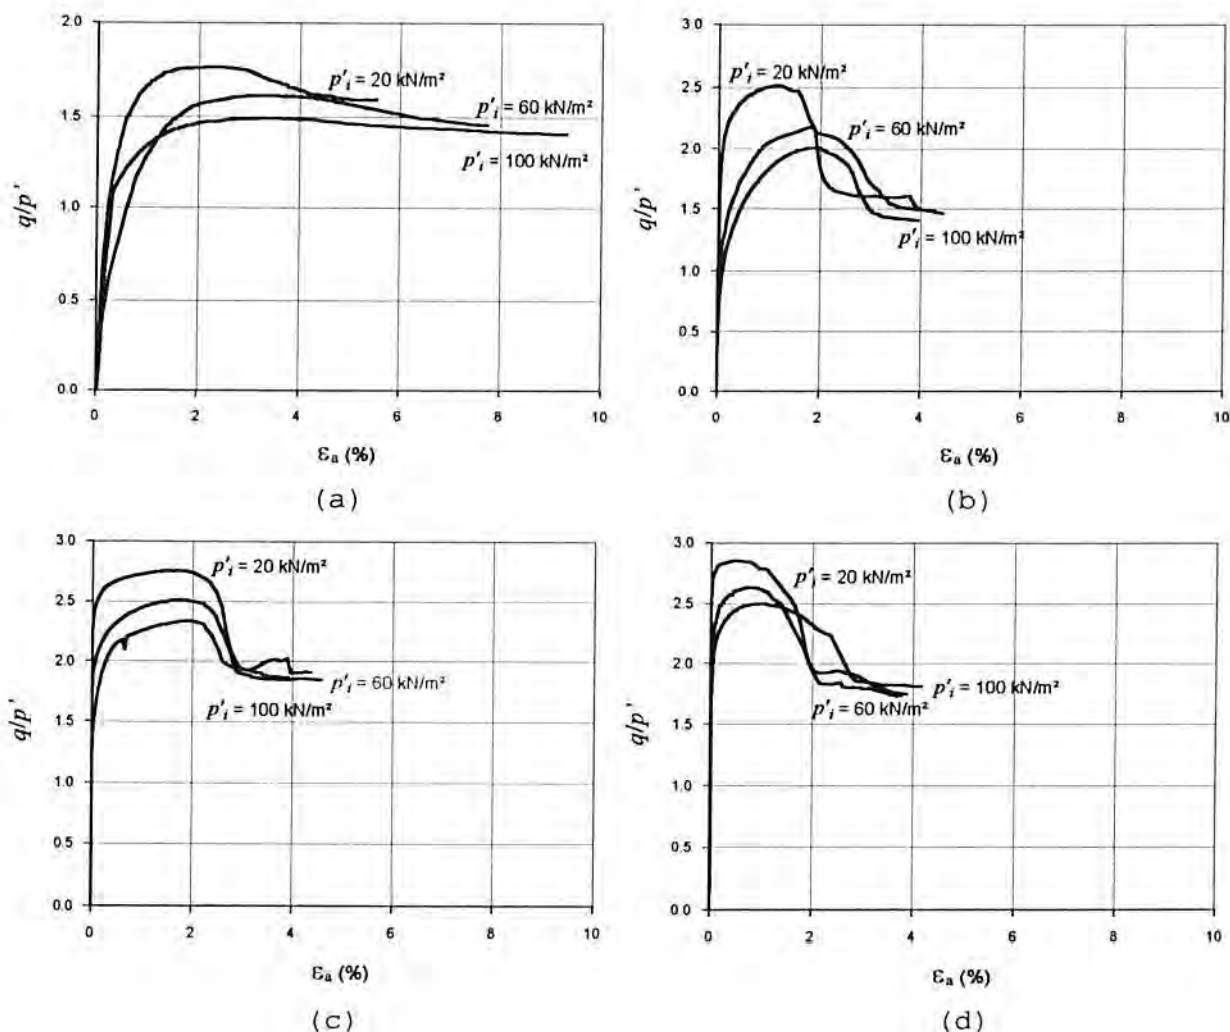 2.0
1.5
1.0
0.5
0.0
q/p'
p'i = 20 kN/m²
p'i = 60 kN/m²
p'i = 100 kN/m²
0 2 4 6 8 10
εa (%)
(a)
3.0
2.5
2.0
1.5
1.0
0.5
0.0
q/p'
p'i = 20 kN/m²
p'i = 60 kN/m²
p'i = 100 kN/m²
0 2 4 6 8 10
εa (%)
(b)
3.0
2.5
2.0
1.5
1.0
0.5
0.0
q/p'
p'i = 20 kN/m²
p'i = 60 kN/m²
p'i = 100 kN/m²
0 2 4 6 8 10
εa (%)
(c)
3.0
2.5
2.0
1.5
1.0
0.5
0.0
q/p'
p'i = 20 kN/m²
p'i = 100 kN/m²
p'i = 60 kN/m²
0 2 4 6 8 10
εa (%)
(d)